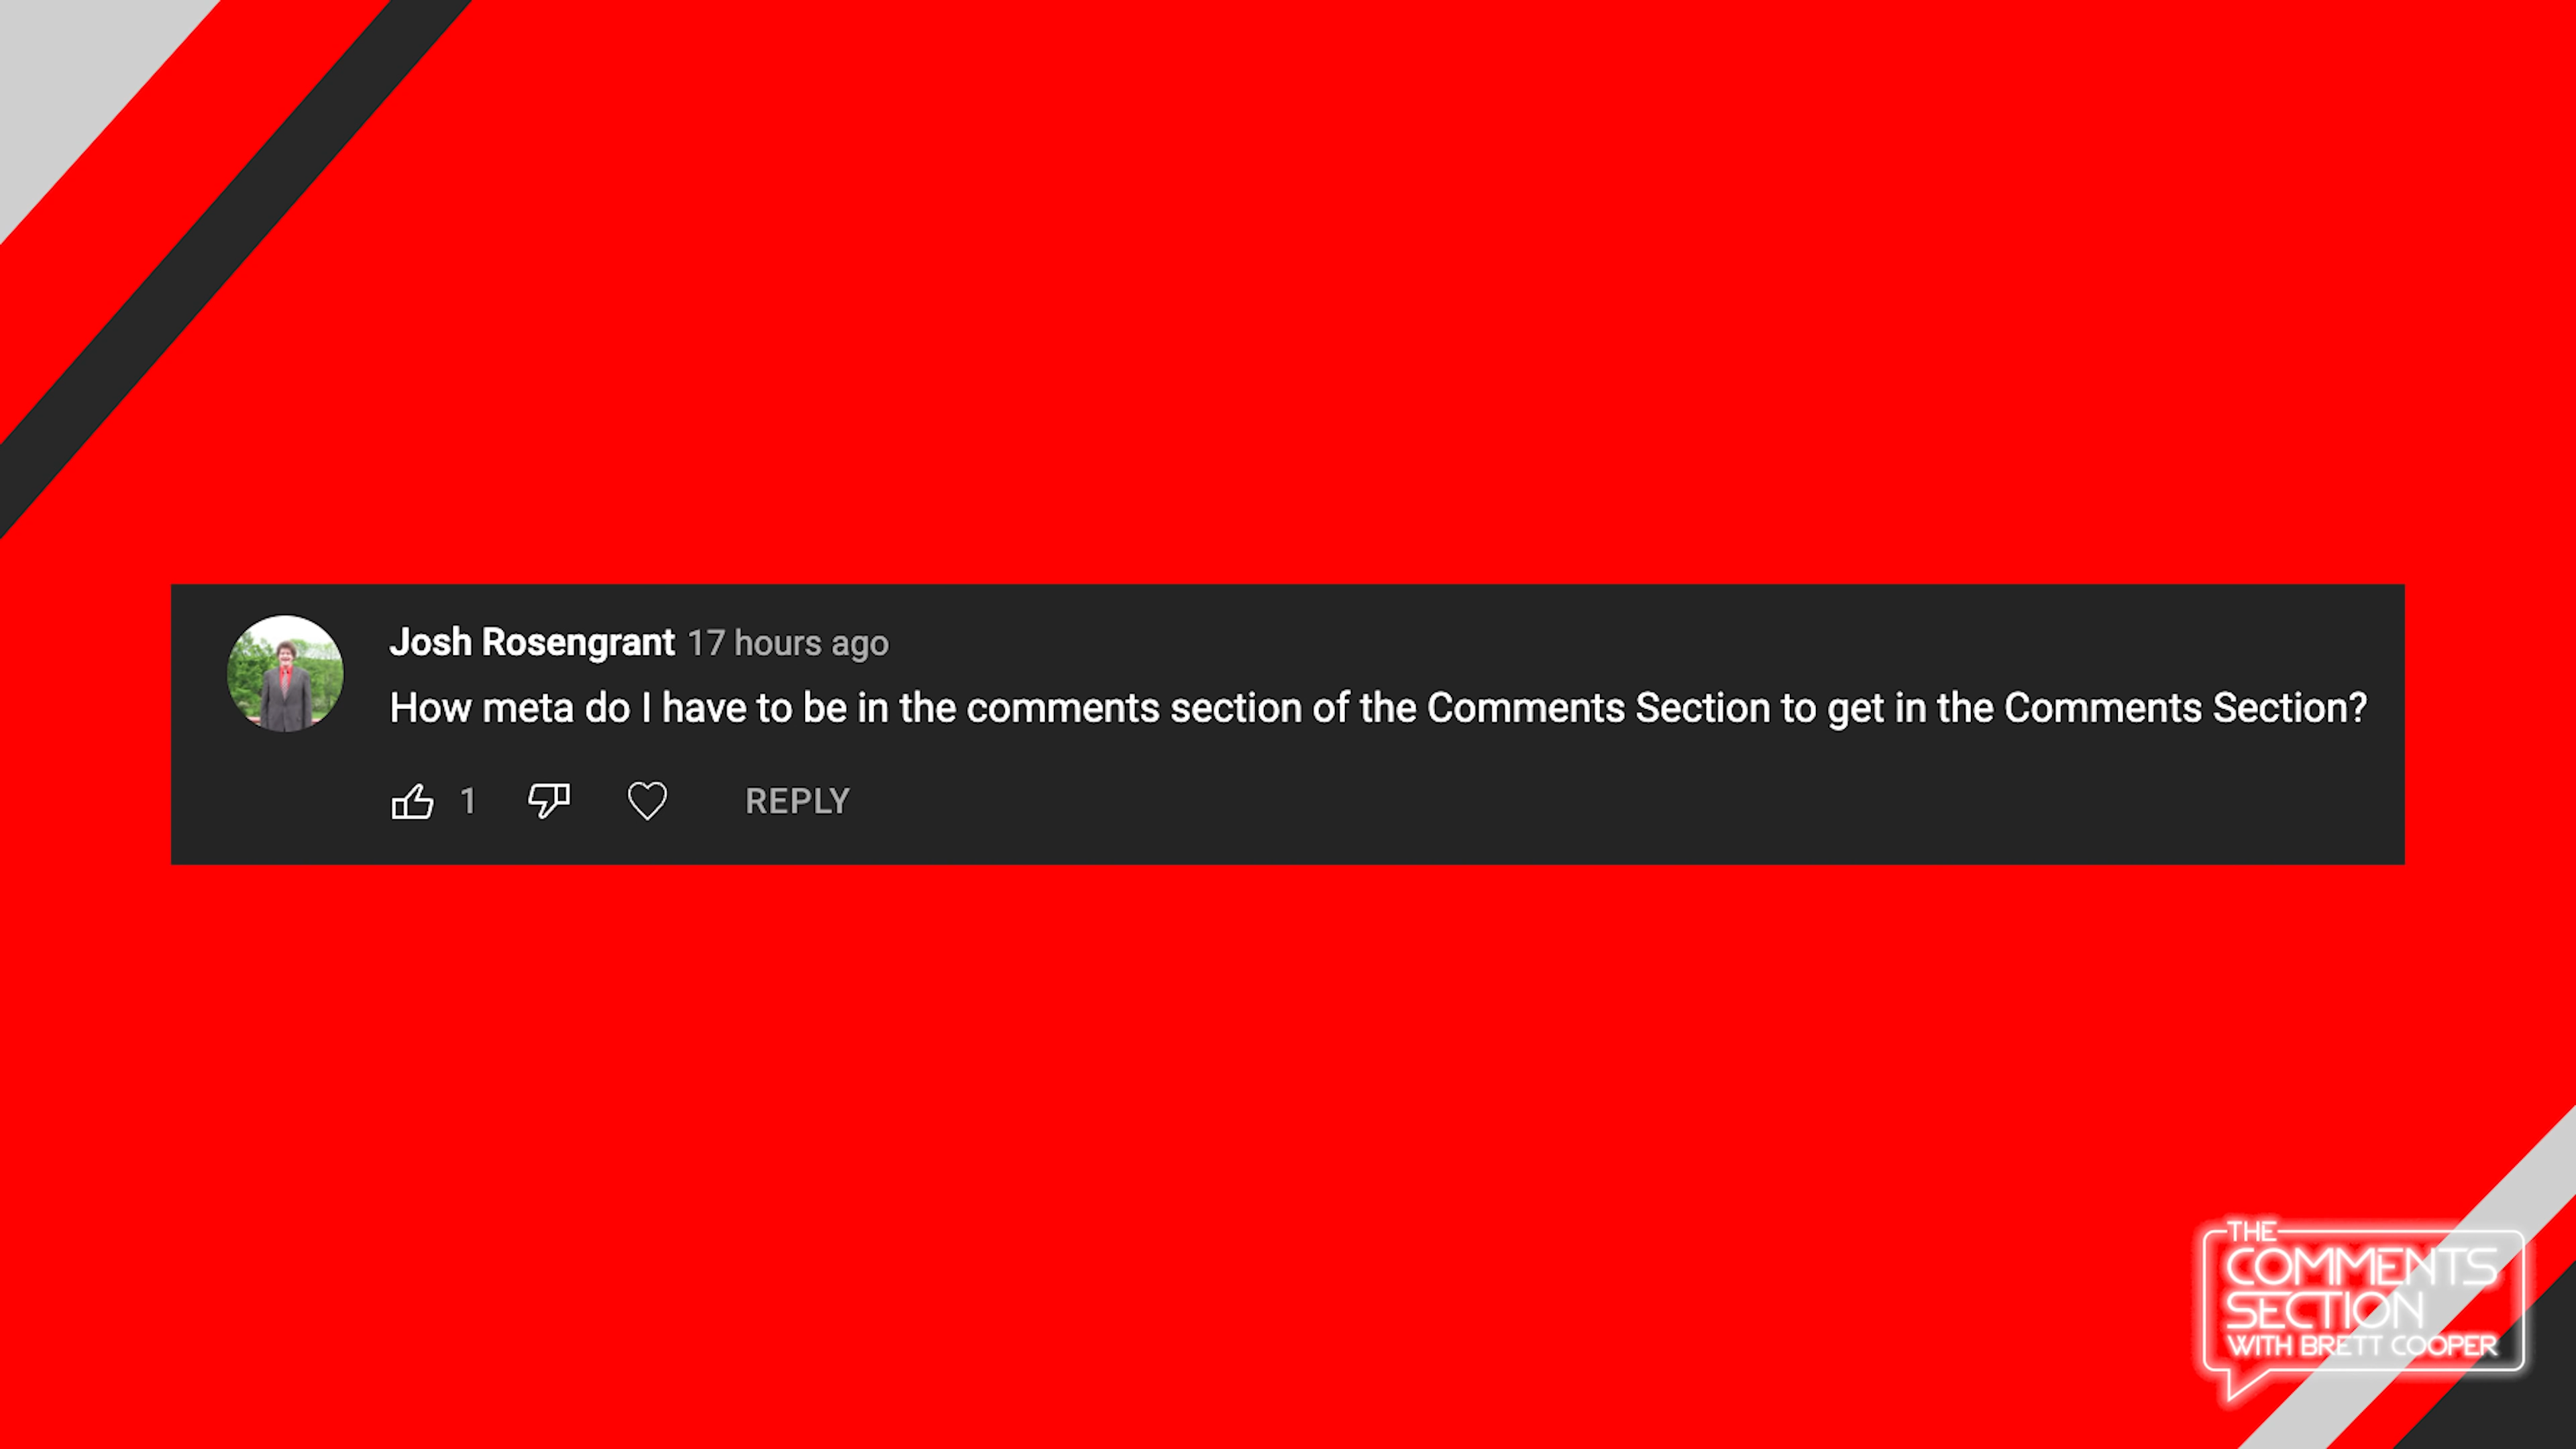 Josh Rosengrant 17 hours ago
How meta do I have to be in the comments section of the Comments Section to get in the Comments Section?
1 REPLY
THE
COMMENTS
SECTION
WITH BRETT COOPER